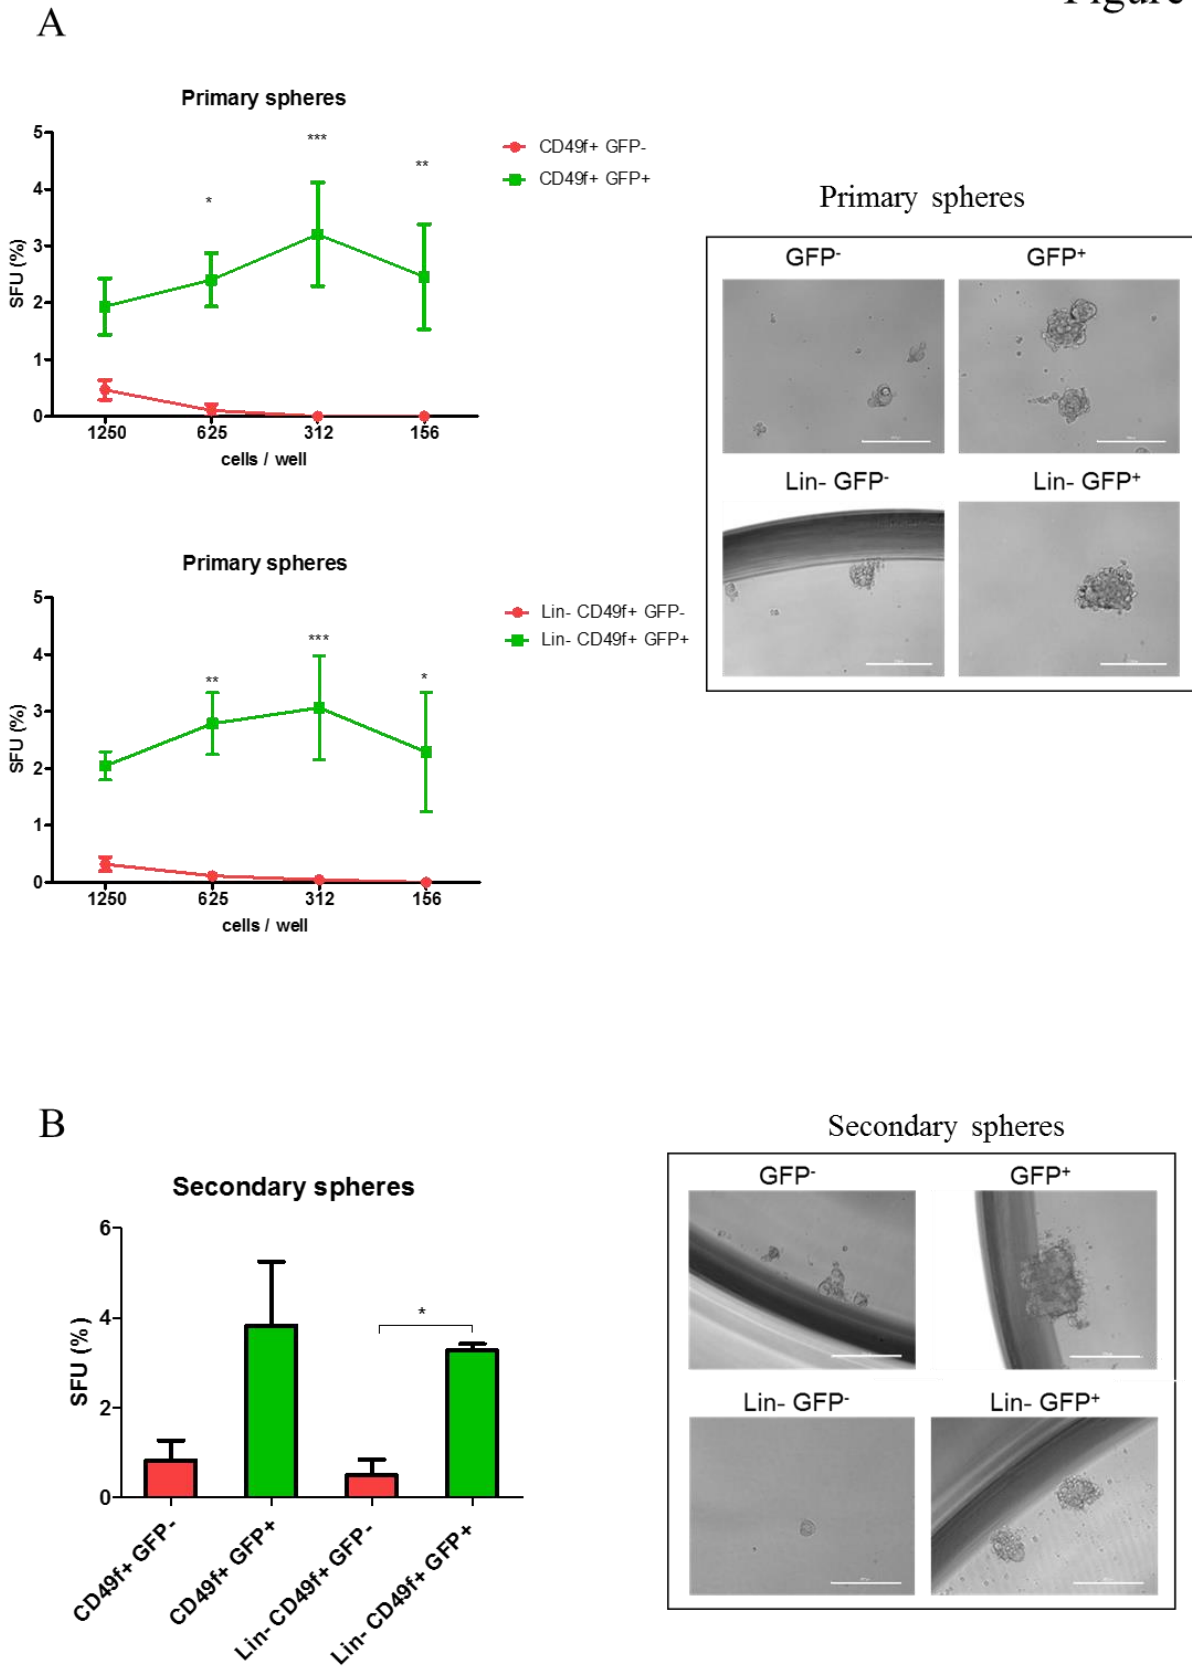 Figure
A
Primary spheres
5
4
3
2
1
0
SFU (%)
*
***
**
1250 625 312 156
cells / well
CD49f+ GFP-
CD49f+ GFP+
Primary spheres
GFP-
GFP+
Lin- GFP-
Lin- GFP+
Primary spheres
5
4
3
2
1
0
SFU (%)
**
***
*
1250 625 312 156
cells / well
Lin- CD49f+ GFP-
Lin- CD49f+ GFP+
B
Secondary spheres
6
4
2
0
SFU (%)
*
CD49f+ GFP-
CD49f+ GFP+
Lin- CD49f+ GFP-
Lin- CD49f+ GFP+
Secondary spheres
GFP-
GFP+
Lin- GFP-
Lin- GFP+